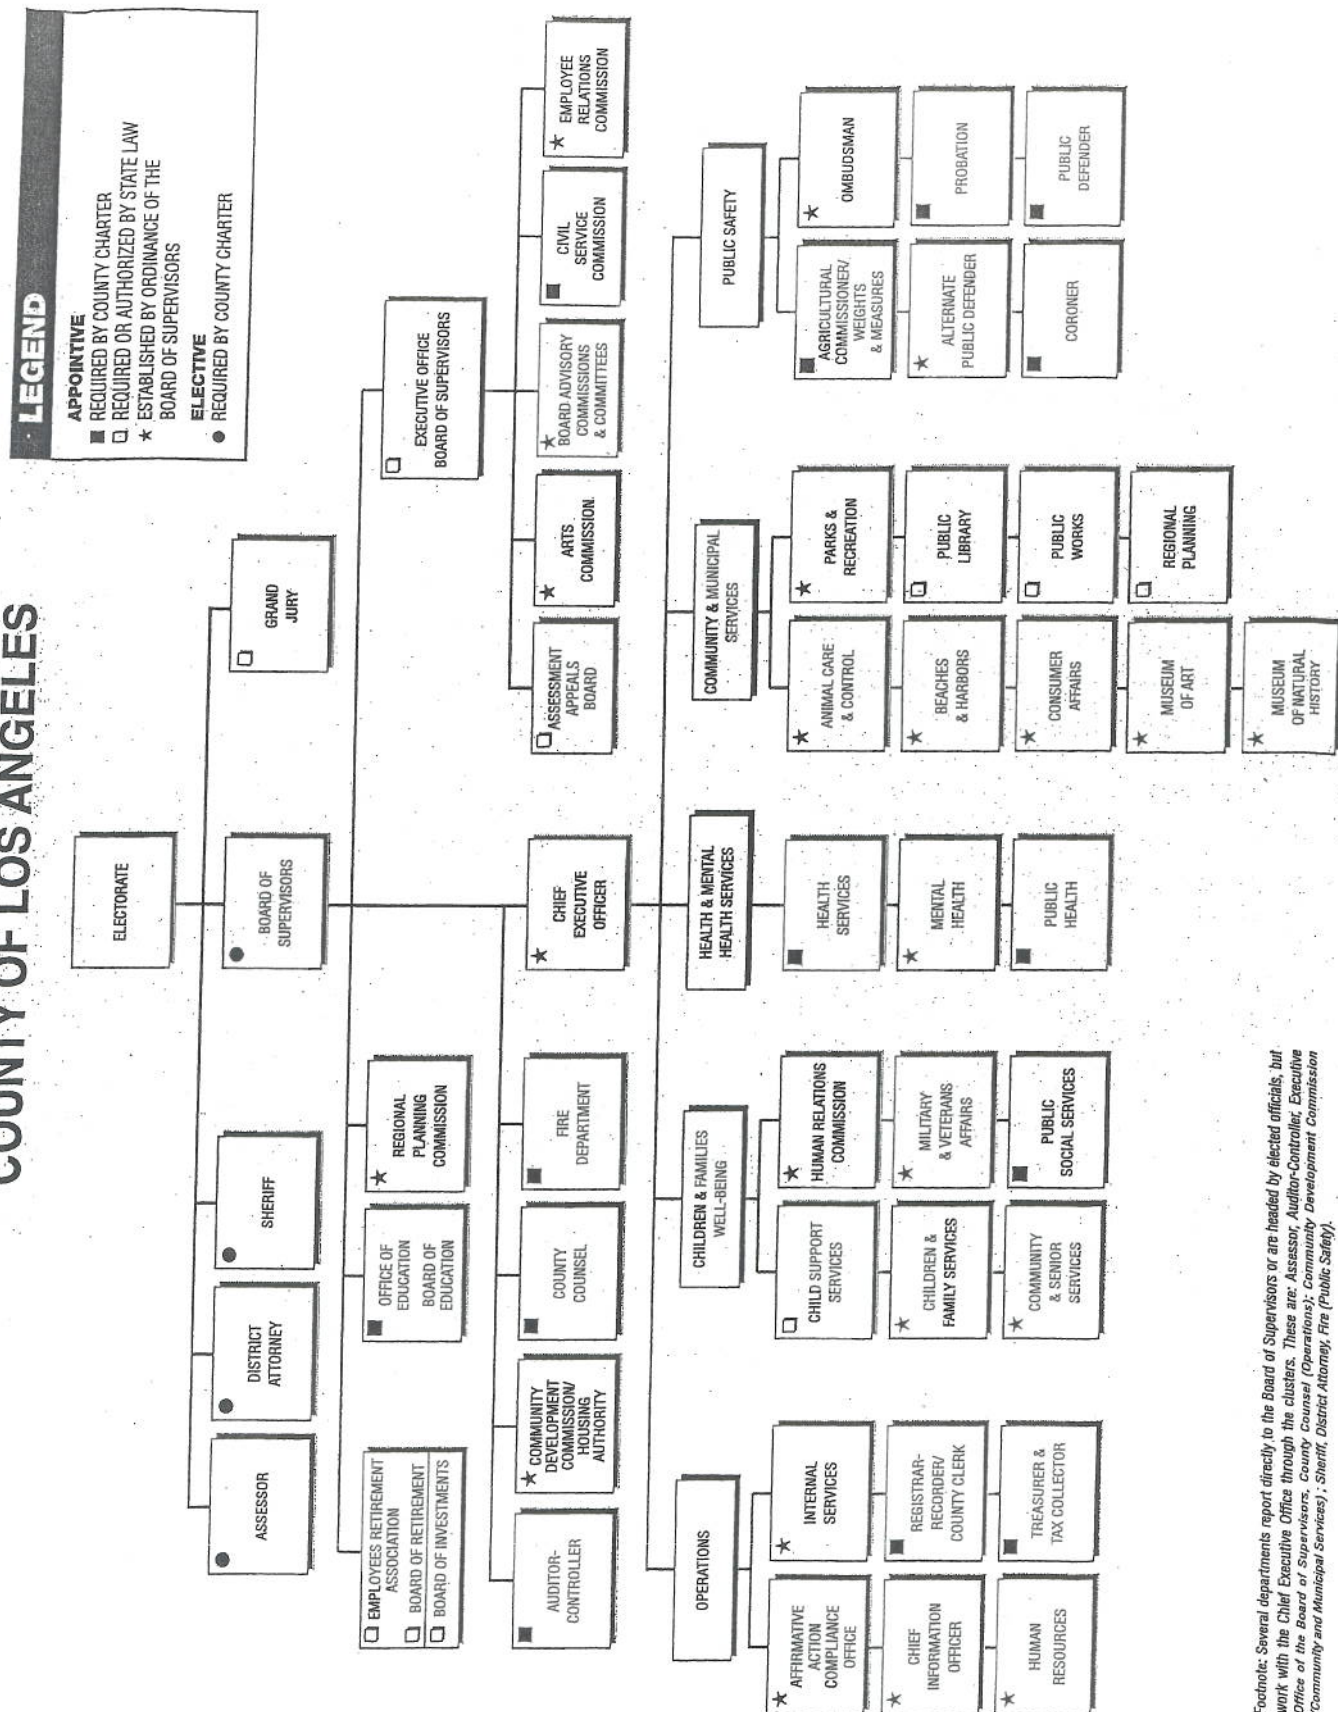 COUNTY OF LOS ANGELES
LEGEND
APPOINTIVE
■ REQUIRED BY COUNTY CHARTER
❏ REQUIRED OR AUTHORIZED BY STATE LAW
★ ESTABLISHED BY ORDINANCE OF THE
BOARD OF SUPERVISORS
ELECTIVE
● REQUIRED BY COUNTY CHARTER
ELECTORATE
● ASSESSOR
● DISTRICT
ATTORNEY
● SHERIFF
● BOARD OF
SUPERVISORS
❏ GRAND
JURY
❏ EMPLOYEES RETIREMENT
ASSOCIATION
❏ BOARD OF RETIREMENT
❏ BOARD OF INVESTMENTS
■ OFFICE OF
EDUCATION
BOARD OF
EDUCATION
★ REGIONAL
PLANNING
COMMISSION
❏ EXECUTIVE OFFICE
BOARD OF SUPERVISORS
■ AUDITOR-
CONTROLLER
★ COMMUNITY
DEVELOPMENT
COMMISSION/
HOUSING
AUTHORITY
■ COUNTY
COUNSEL
■ FIRE
DEPARTMENT
★ CHIEF
EXECUTIVE
OFFICER
❏ ASSESSMENT
APPEALS
BOARD
★ ARTS
COMMISSION
★ BOARD ADVISORY
COMMISSIONS
& COMMITTEES
■ CIVIL
SERVICE
COMMISSION
★ EMPLOYEE
RELATIONS
COMMISSION
OPERATIONS
★ AFFIRMATIVE
ACTION
COMPLIANCE
OFFICE
★ INTERNAL
SERVICES
★ CHIEF
INFORMATION
OFFICER
■ REGISTRAR-
RECORDER/
COUNTY CLERK
★ HUMAN
RESOURCES
■ TREASURER &
TAX COLLECTOR
CHILDREN & FAMILIES
WELL-BEING
❏ CHILD SUPPORT
SERVICES
★ HUMAN RELATIONS
COMMISSION
★ CHILDREN &
FAMILY SERVICES
★ MILITARY
& VETERANS
AFFAIRS
★ COMMUNITY
& SENIOR
SERVICES
■ PUBLIC
SOCIAL SERVICES
HEALTH & MENTAL
HEALTH SERVICES
■ HEALTH
SERVICES
★ MENTAL
HEALTH
■ PUBLIC
HEALTH
COMMUNITY & MUNICIPAL
SERVICES
★ ANIMAL CARE
& CONTROL
★ PARKS &
RECREATION
★ BEACHES
& HARBORS
❏ PUBLIC
LIBRARY
★ CONSUMER
AFFAIRS
❏ PUBLIC
WORKS
★ MUSEUM
OF ART
❏ REGIONAL
PLANNING
★ MUSEUM
OF NATURAL
HISTORY
PUBLIC SAFETY
■ AGRICULTURAL
COMMISSIONER/
WEIGHTS
& MEASURES
★ OMBUDSMAN
★ ALTERNATE
PUBLIC DEFENDER
■ PROBATION
■ CORONER
■ PUBLIC
DEFENDER
Footnote: Several departments report directly to the Board of Supervisors or are headed by elected officials, but
work with the Chief Executive Office through the clusters. These are: Assessor, Auditor-Controller, Executive
Office of the Board of Supervisors, County Counsel (Operations); Community Development Commission
(Community and Municipal Services); Sheriff, District Attorney, Fire (Public Safety).